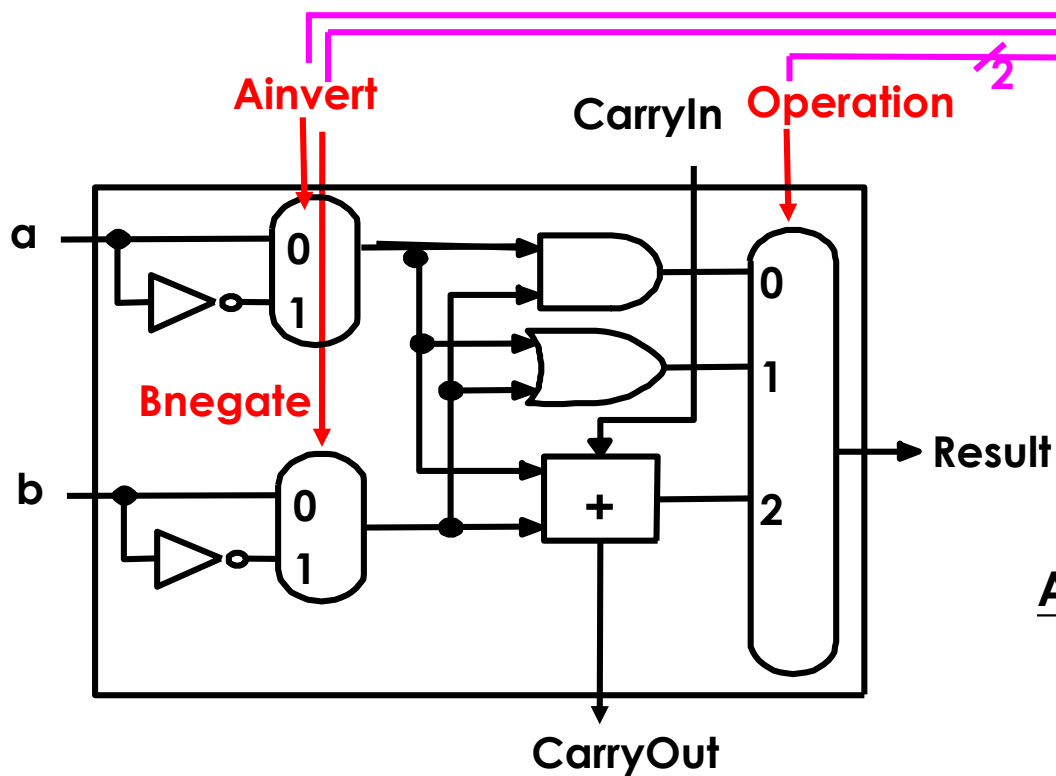 2
Ainvert
CarryIn
Operation
a
0
1
0
1
Bnegate
Result
b
0
1
+
2
A
CarryOut